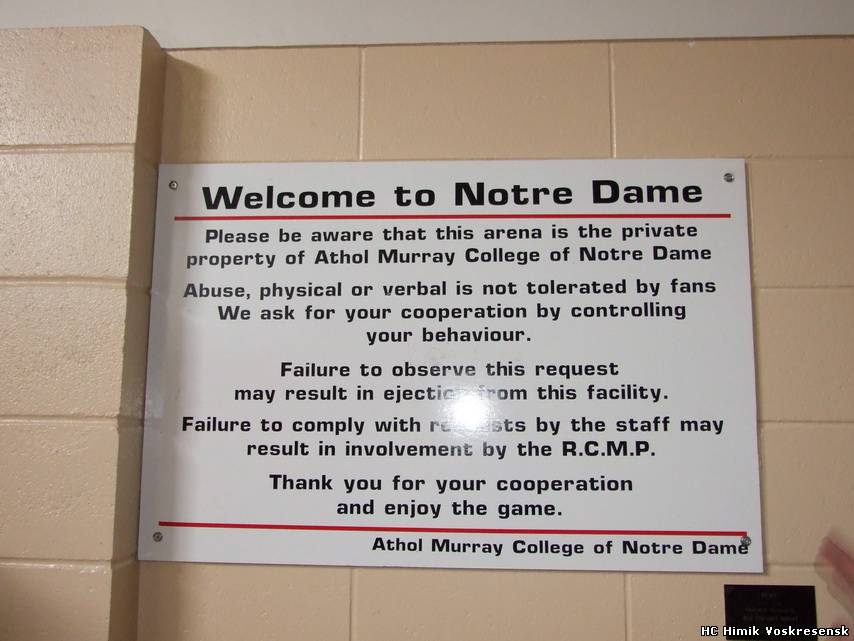 Welcome to Notre Dame
Please be aware that this arena is the private
property of Athol Murray College of Notre Dame
Abuse, physical or verbal is not tolerated by fans
We ask for your cooperation by controlling
your behaviour.
Failure to observe this request
may result in ejection from this facility.
Failure to comply with requests by the staff may
result in involvement by the R.C.M.P.
Thank you for your cooperation
and enjoy the game.
Athol Murray College of Notre Dame
HC Himik Voskresensk